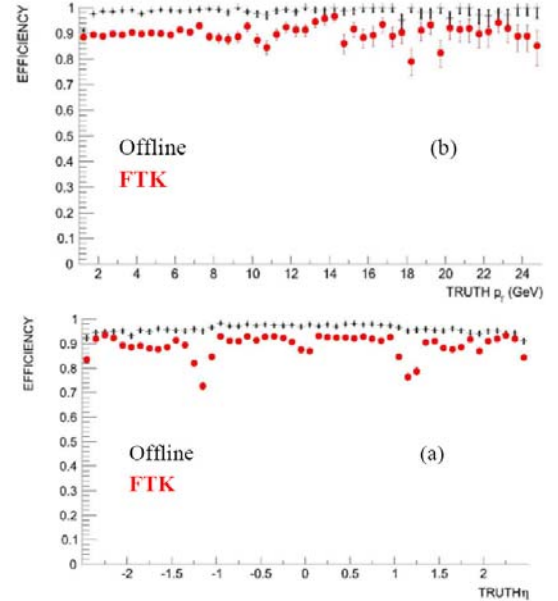 EFFICIENCY
1
0.9
0.8
0.7
0.6
0.5
0.4
0.3
0.2
0.1
0
Offline
(b)
FTK
2 4 6 8 10 12 14 16 18 20 22 24
TRUTH pT (GeV)
EFFICIENCY
1
0.9
0.8
0.7
0.6
0.5
0.4
0.3
0.2
0.1
0
Offline
(a)
FTK
-2 -1.5 -1 -0.5 0 0.5 1 1.5 2
TRUTHη